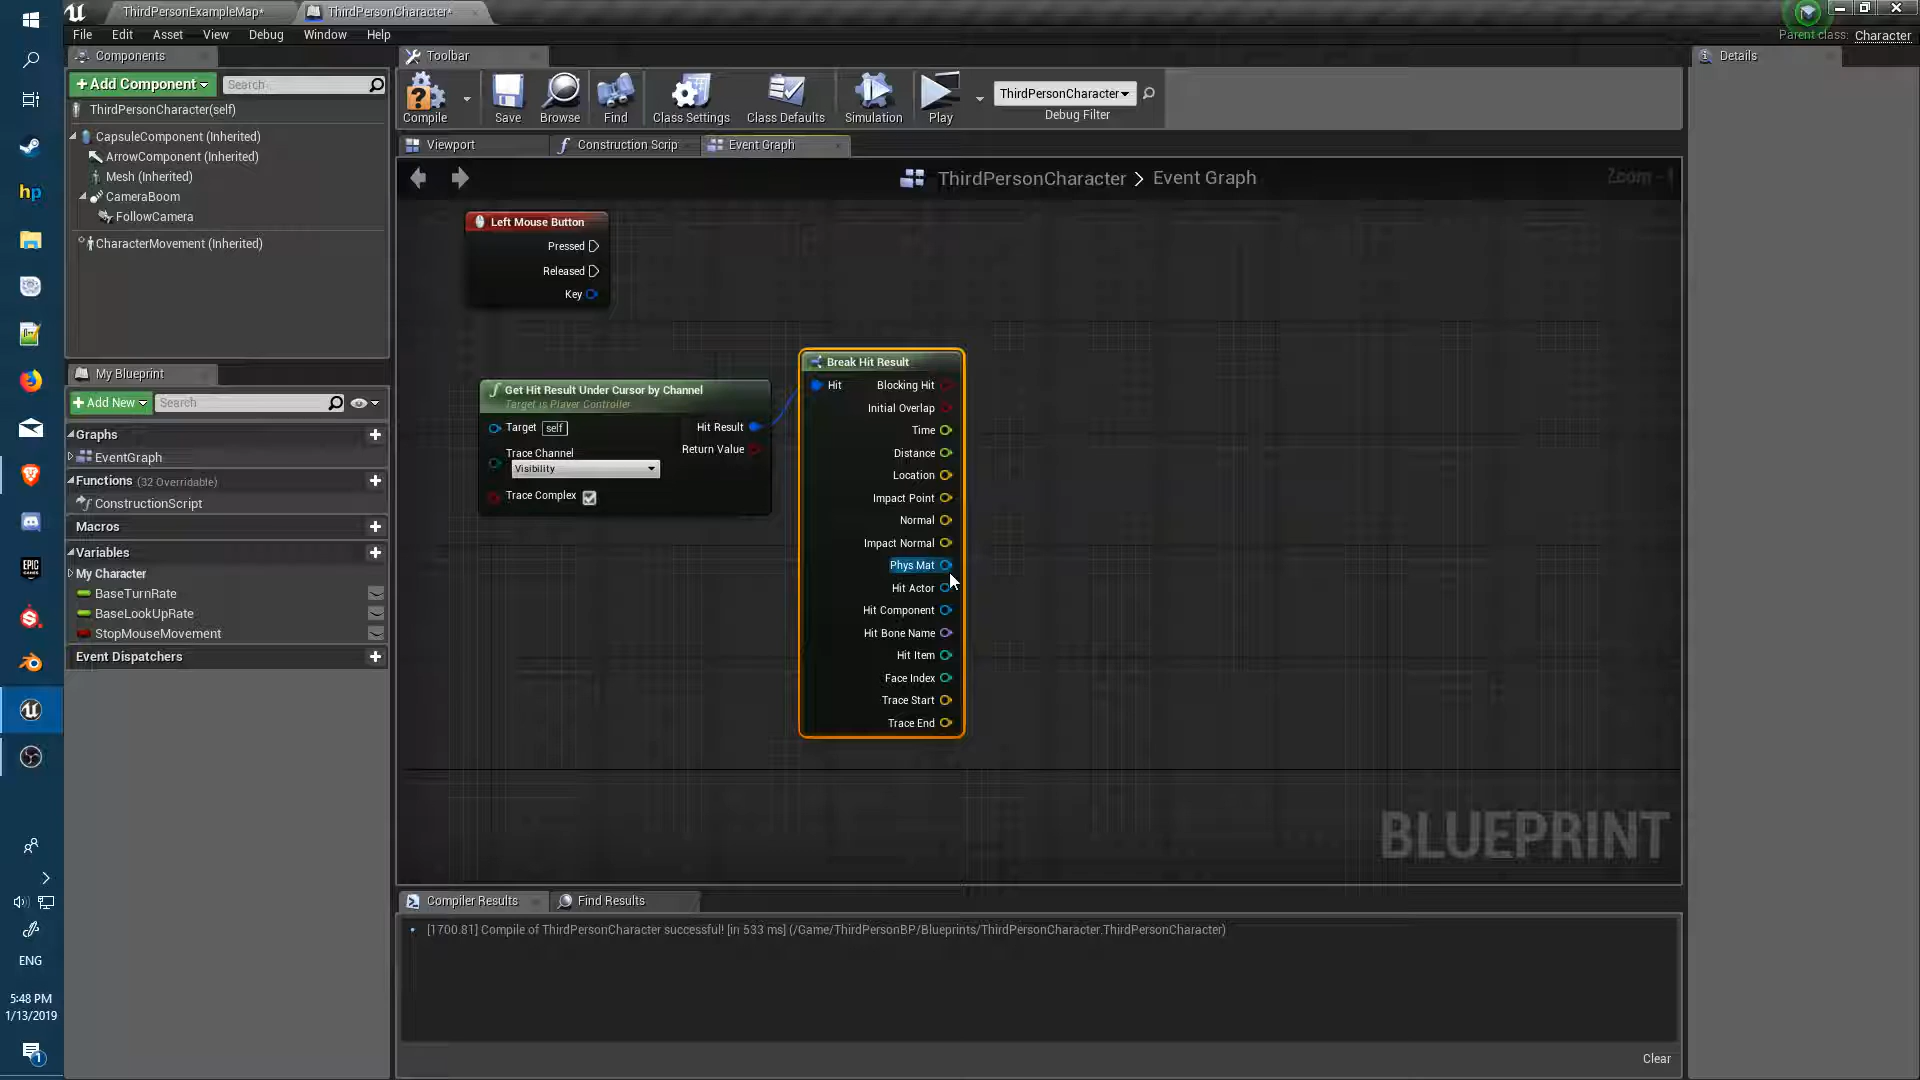 ThirdPersonExampleMap*
ThirdPersonCharacter*
File Edit Asset View Debug Window Help
Parent class: Character
Components
+Add Component
Search
ThirdPersonCharacter(self)
CapsuleComponent (Inherited)
ArrowComponent (Inherited)
Mesh (Inherited)
CameraBoom
FollowCamera
CharacterMovement (Inherited)
Toolbar
Compile Save Browse Find Class Settings Class Defaults Simulation Play
ThirdPersonCharacter
Debug Filter
Details
Viewport
Construction Scrip
Event Graph
ThirdPersonCharacter > Event Graph
Zoom -1
Left Mouse Button
Pressed
Released
Key
Get Hit Result Under Cursor by Channel
Target is Player Controller
Target self
Hit Result
Return Value
Trace Channel
Visibility
Trace Complex
Break Hit Result
Hit
Blocking Hit
Initial Overlap
Time
Distance
Location
Impact Point
Normal
Impact Normal
Phys Mat
Hit Actor
Hit Component
Hit Bone Name
Hit Item
Face Index
Trace Start
Trace End
BLUEPRINT
My Blueprint
+Add New
Search
Graphs
EventGraph
Functions (32 Overridable)
ConstructionScript
Macros
Variables
My Character
BaseTurnRate
BaseLookUpRate
StopMouseMovement
Event Dispatchers
Compiler Results
Find Results
[1700.81] Compile of ThirdPersonCharacter successful! [in 533 ms] (/Game/ThirdPersonBP/Blueprints/ThirdPersonCharacter.ThirdPersonCharacter)
Clear
hp
EPIC
GAMES
ENG
5:48 PM
1/13/2019
1